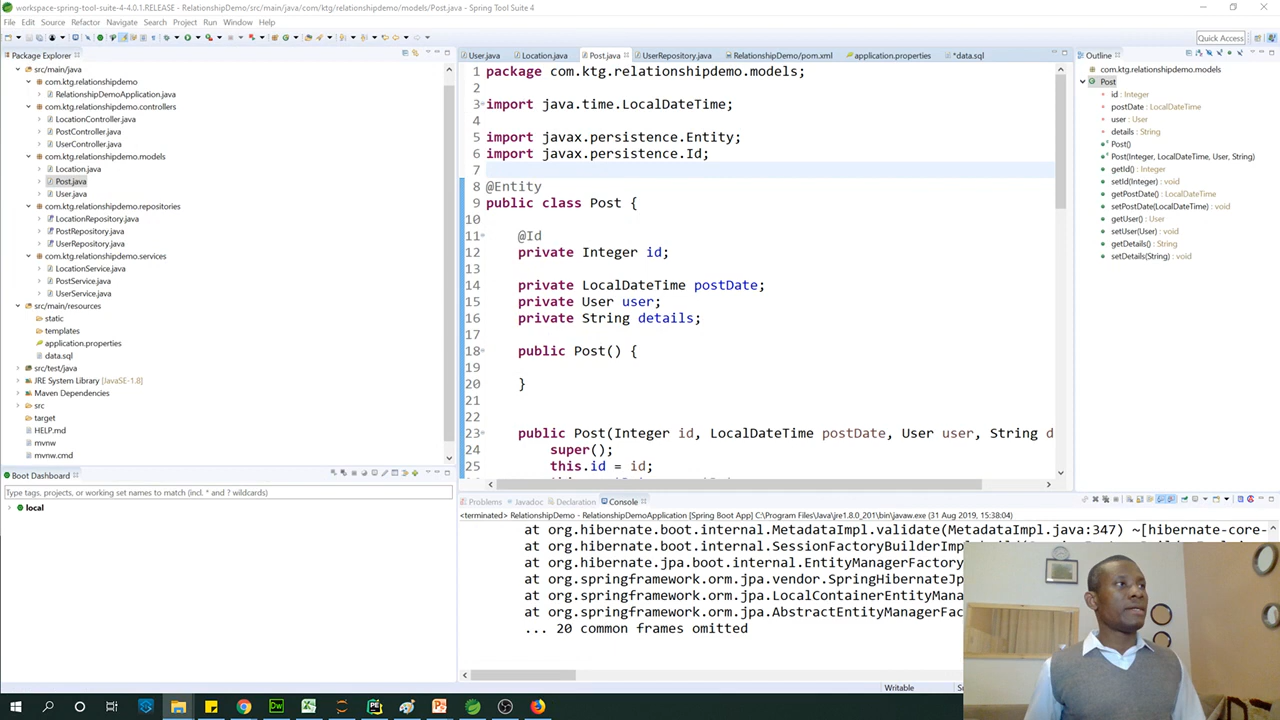 workspace-spring-tool-suite-4-4.0.1.RELEASE - RelationshipDemo/src/main/java/com/ktg/relationshipdemo/models/Post.java - Spring Tool Suite 4
File Edit Source Refactor Navigate Search Project Run Window Help
Quick Access
Package Explorer
src/main/java
com.ktg.relationshipdemo
RelationshipDemoApplication.java
com.ktg.relationshipdemo.controllers
LocationController.java
PostController.java
UserController.java
com.ktg.relationshipdemo.models
Location.java
Post.java
User.java
com.ktg.relationshipdemo.repositories
LocationRepository.java
PostRepository.java
UserRepository.java
com.ktg.relationshipdemo.services
LocationService.java
PostService.java
UserService.java
src/main/resources
static
templates
application.properties
data.sql
src/test/java
JRE System Library [JavaSE-1.8]
Maven Dependencies
src
target
HELP.md
mvnw
mvnw.cmd
Boot Dashboard
Type tags, projects, or working set names to match (incl. * and ? wildcards)
local
User.java Location.java Post.java UserRepository.java RelationshipDemo/pom.xml application.properties *data.sql
1 package com.ktg.relationshipdemo.models;
2
3 import java.time.LocalDateTime;
4
5 import javax.persistence.Entity;
6 import javax.persistence.Id;
7
8 @Entity
9 public class Post {
10
11 @Id
12 private Integer id;
13
14 private LocalDateTime postDate;
15 private User user;
16 private String details;
17
18 public Post() {
19
20 }
21
22
23 public Post(Integer id, LocalDateTime postDate, User user, String d
24 super();
25 this.id = id;
Problems Javadoc Declaration Console
<terminated> RelationshipDemo - RelationshipDemoApplication [Spring Boot App] C:\Program Files\Java\jre1.8.0_201\bin\javaw.exe (31 Aug 2019, 15:38:04)
at org.hibernate.boot.internal.MetadataImpl.validate(MetadataImpl.java:347) ~[hibernate-core-
at org.hibernate.boot.internal.SessionFactoryBuilderImpl
at org.hibernate.jpa.boot.internal.EntityManagerFactory
at org.springframework.orm.jpa.vendor.SpringHibernateJp
at org.springframework.orm.jpa.LocalContainerEntityMana
at org.springframework.orm.jpa.AbstractEntityManagerFac
... 20 common frames omitted
Writable
Outline
com.ktg.relationshipdemo.models
Post
id : Integer
postDate : LocalDateTime
user : User
details : String
Post()
Post(Integer, LocalDateTime, User, String)
getId() : Integer
setId(Integer) : void
getPostDate() : LocalDateTime
setPostDate(LocalDateTime) : void
getUser() : User
setUser(User) : void
getDetails() : String
setDetails(String) : void